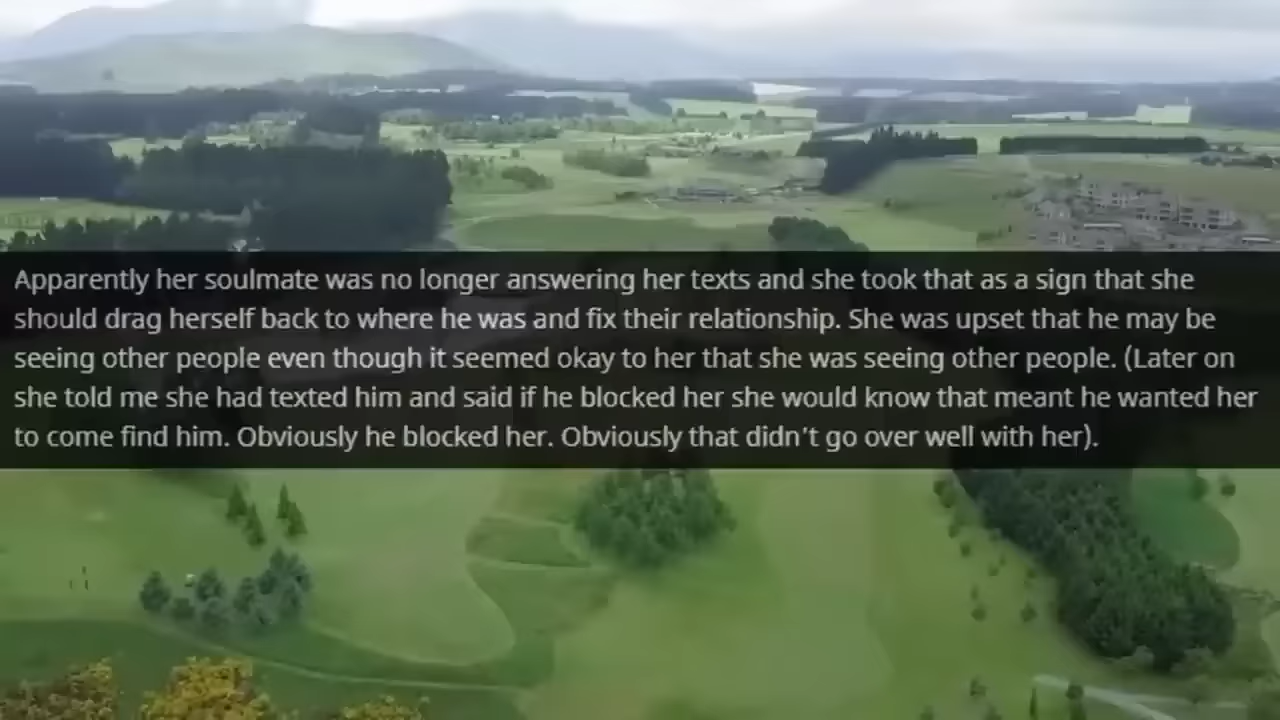 Apparently her soulmate was no longer answering her texts and she took that as a sign that she
should drag herself back to where he was and fix their relationship. She was upset that he may be
seeing other people even though it seemed okay to her that she was seeing other people. (Later on
she told me she had texted him and said if he blocked her she would know that meant he wanted her
to come find him. Obviously he blocked her. Obviously that didn't go over well with her).